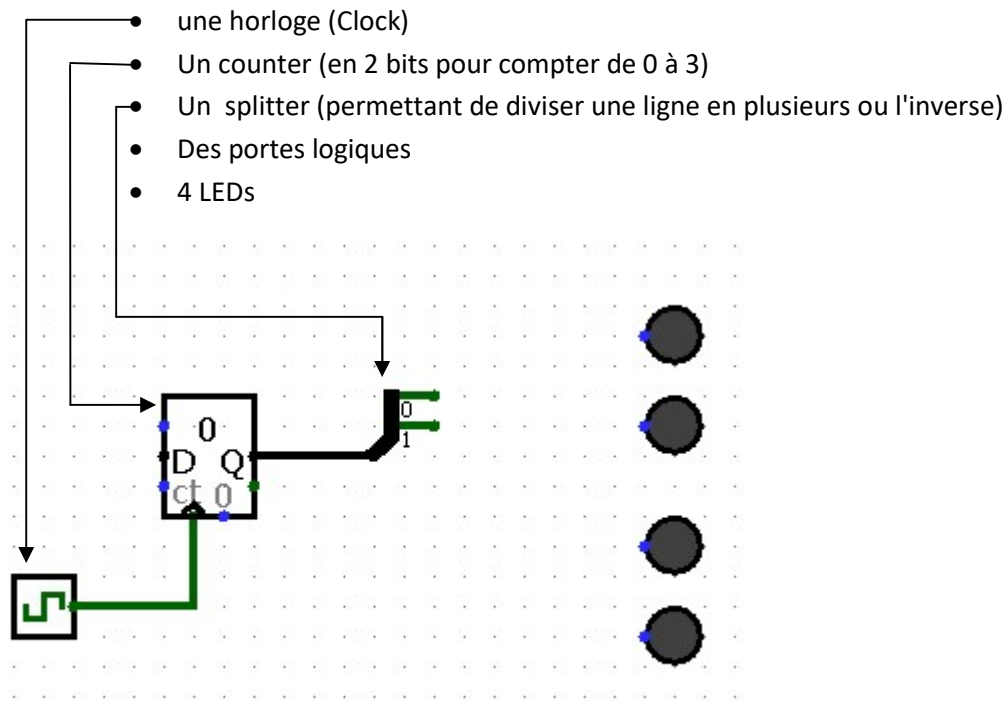 une horloge (Clock)
Un counter (en 2 bits pour compter de 0 à 3)
Un splitter (permettant de diviser une ligne en plusieurs ou l'inverse)
Des portes logiques
4 LEDs
0
D Q
ct 0
0
1